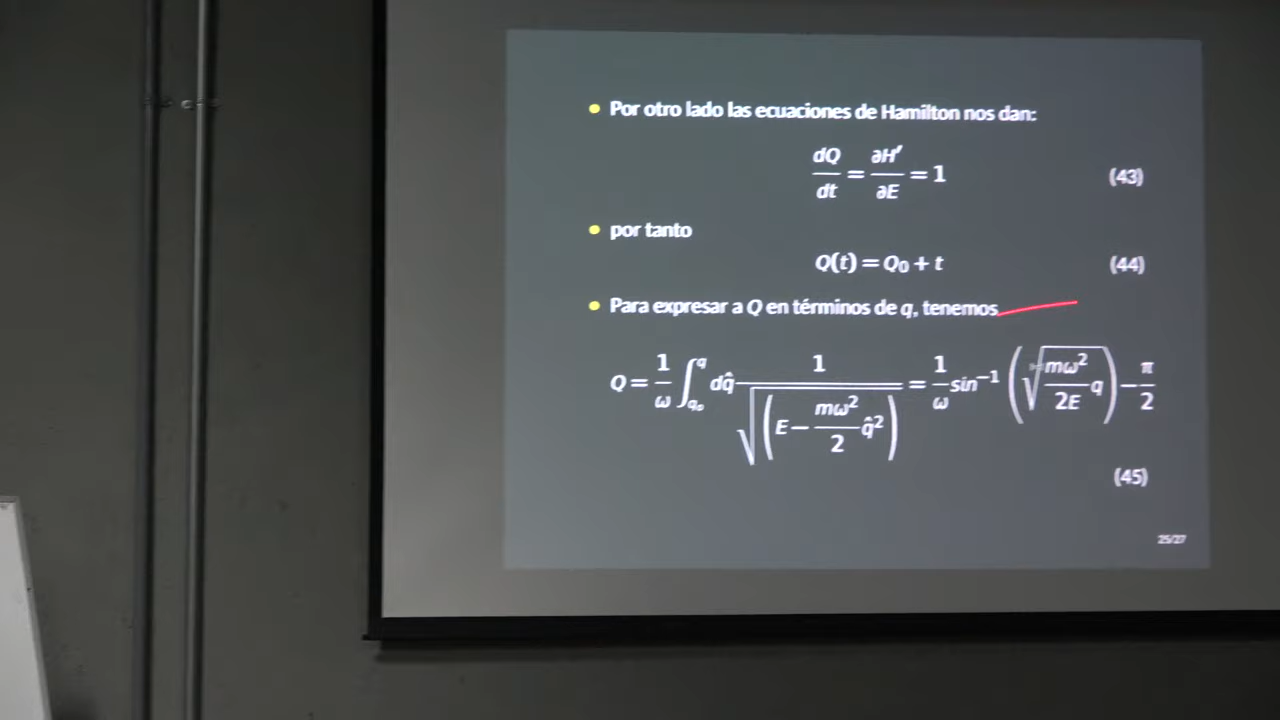 • Por otro lado las ecuaciones de Hamilton nos dan:
dQ/dt = ∂H′/∂E = 1 (43)
• por tanto
Q(t) = Q₀ + t (44)
• Para expresar a Q en términos de q, tenemos
Q = 1/ω ∫_{q₀}^{q} dq̂ 1/√(E − mω²/2 q̂²) = 1/ω sin⁻¹(√(mω²/2E) q) − π/2
(45)
25/27